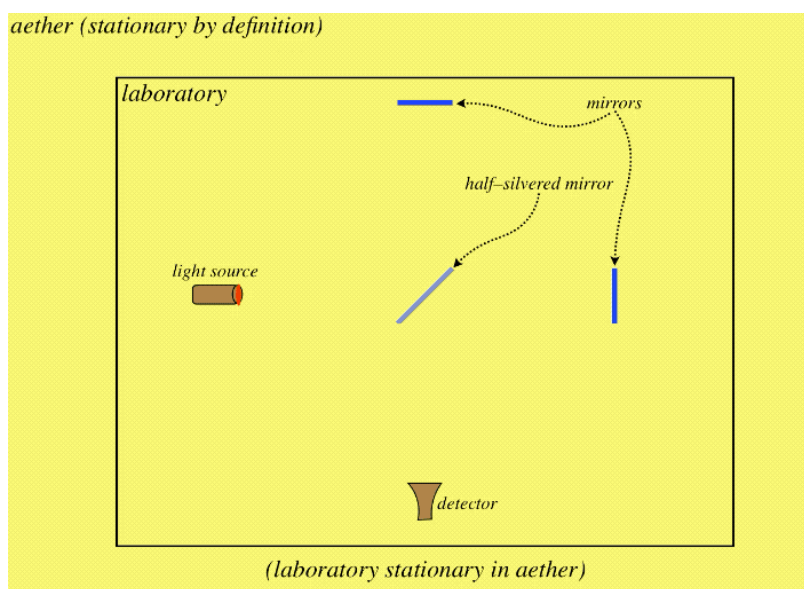 aether (stationary by definition)
laboratory
mirrors
half–silvered mirror
light source
detector
(laboratory stationary in aether)